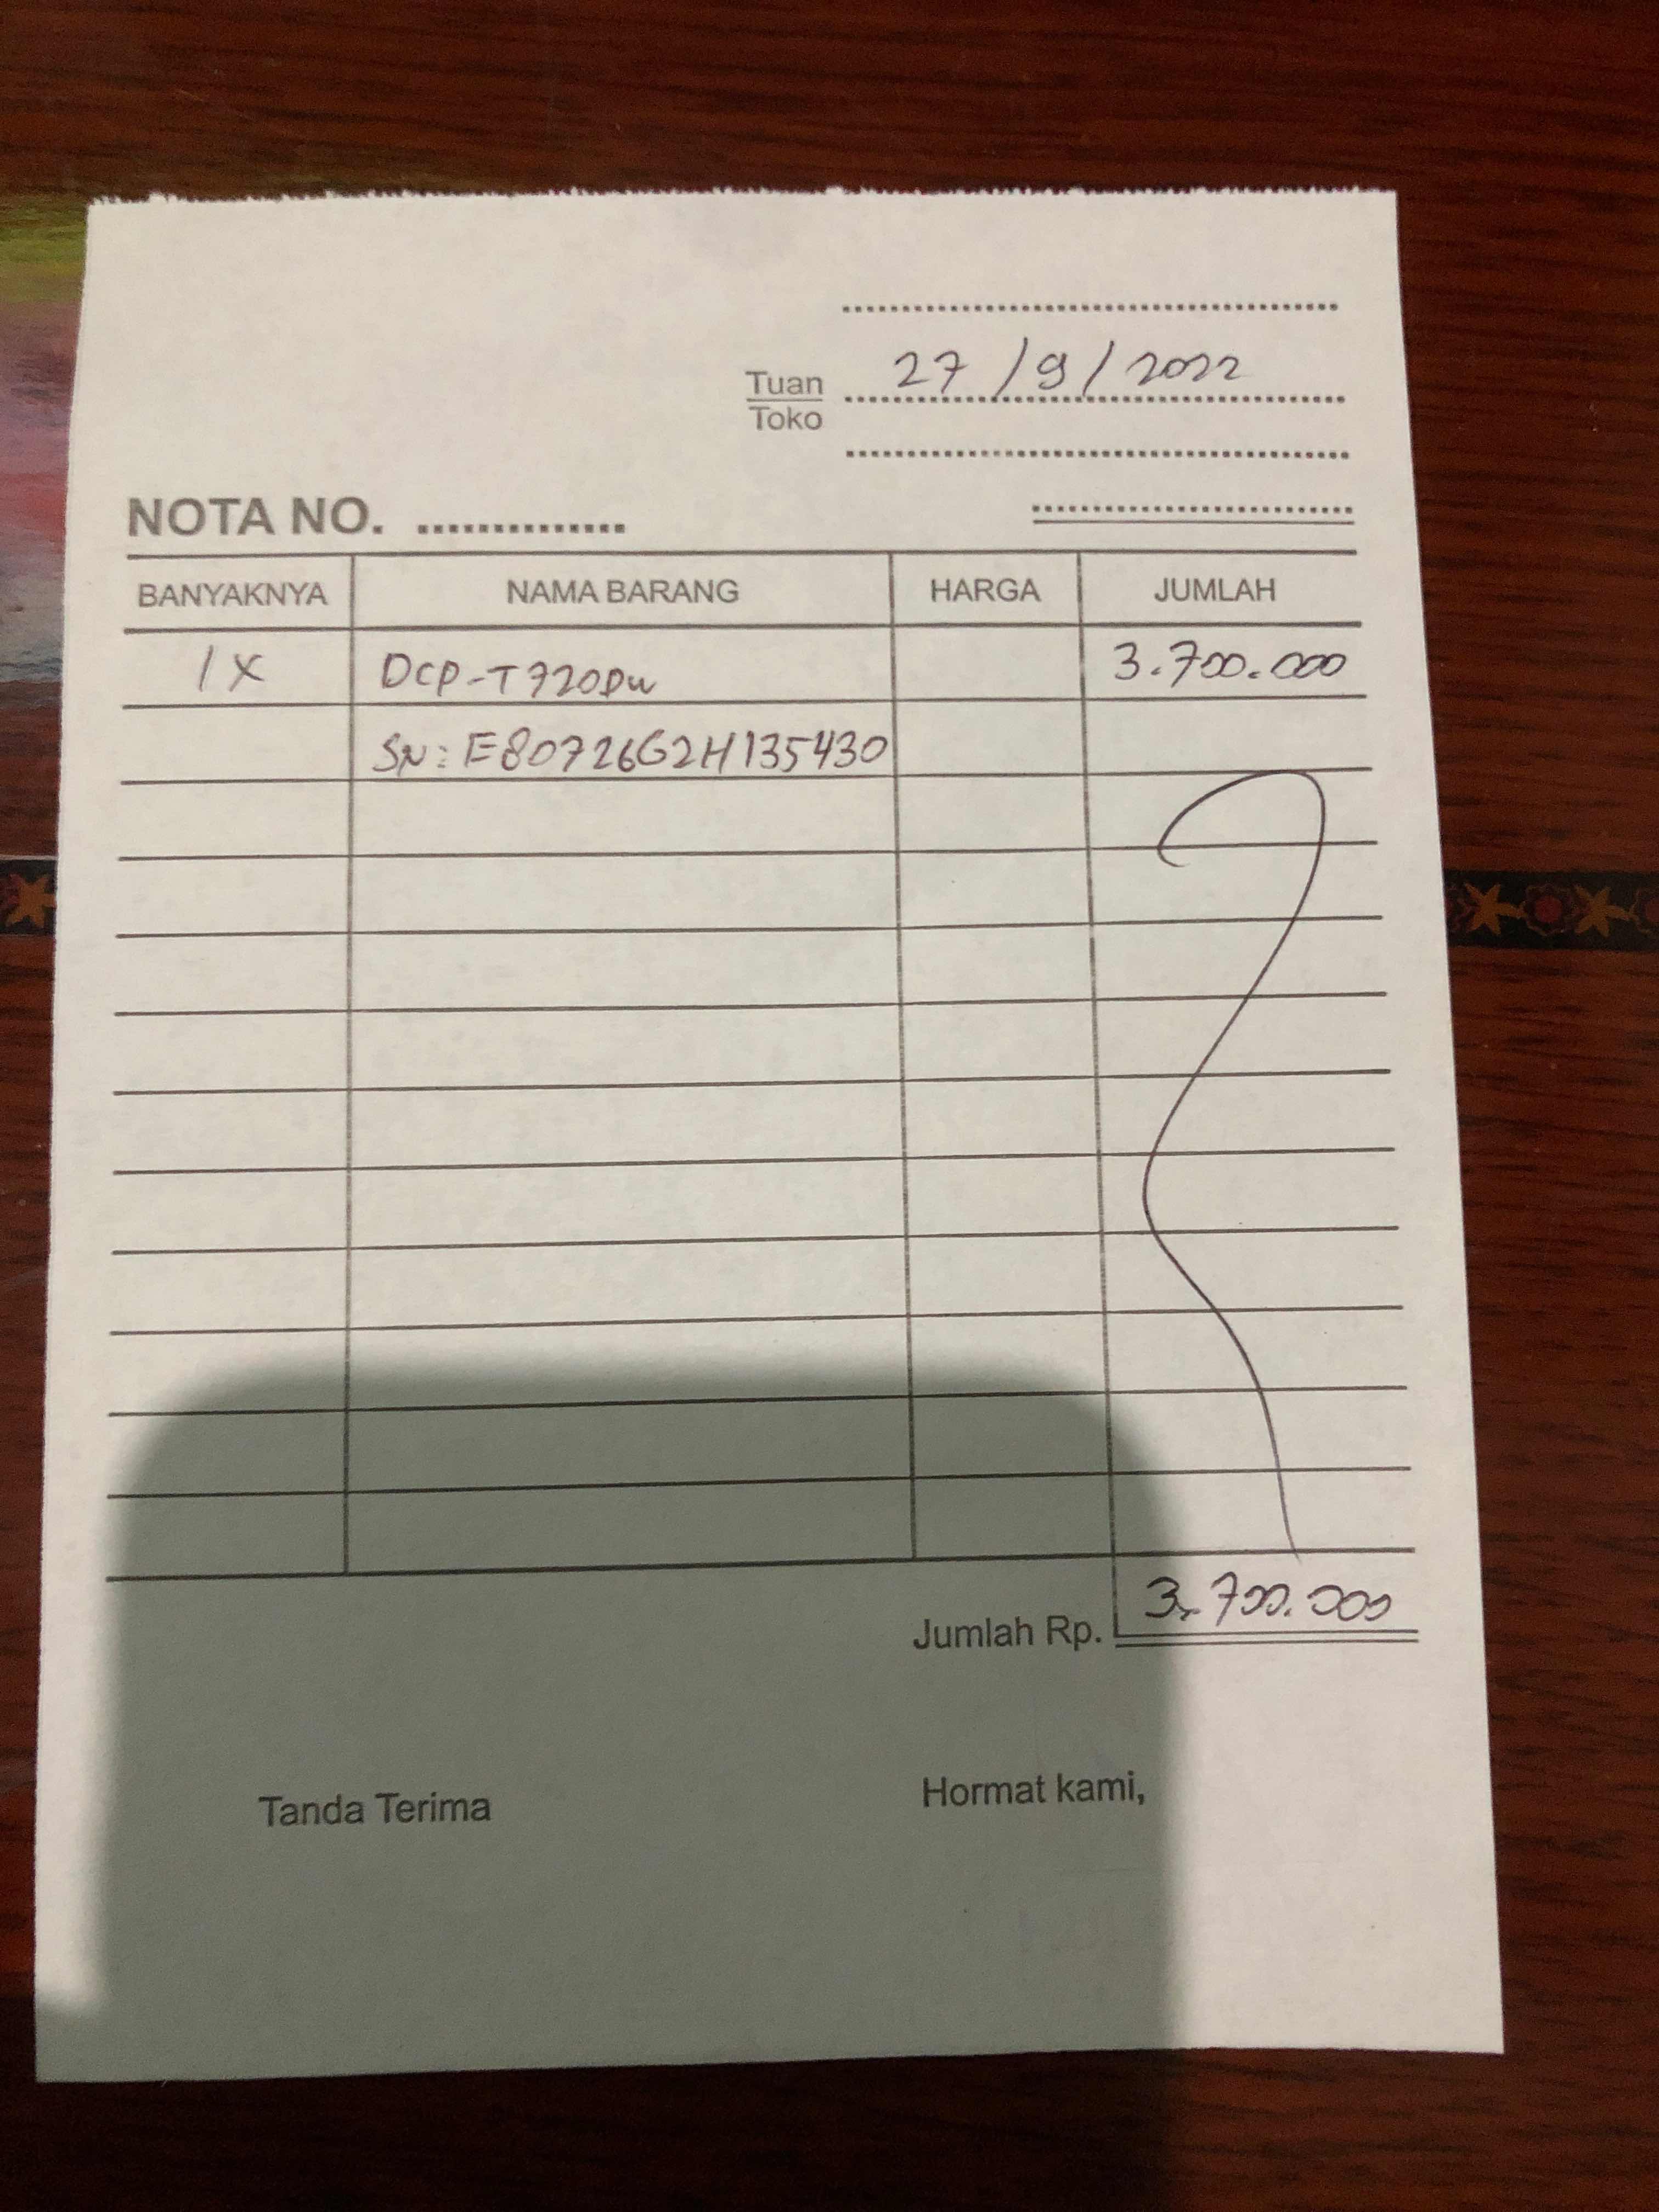 27/9/2022
Tuan
Toko
NOTA NO.
BANYAKNYA NAMA BARANG HARGA JUMLAH
1X DCP-T720DW 3.700.000
SN: E80726G2H135430
Jumlah Rp. 3.700.000
Tanda Terima Hormat kami,